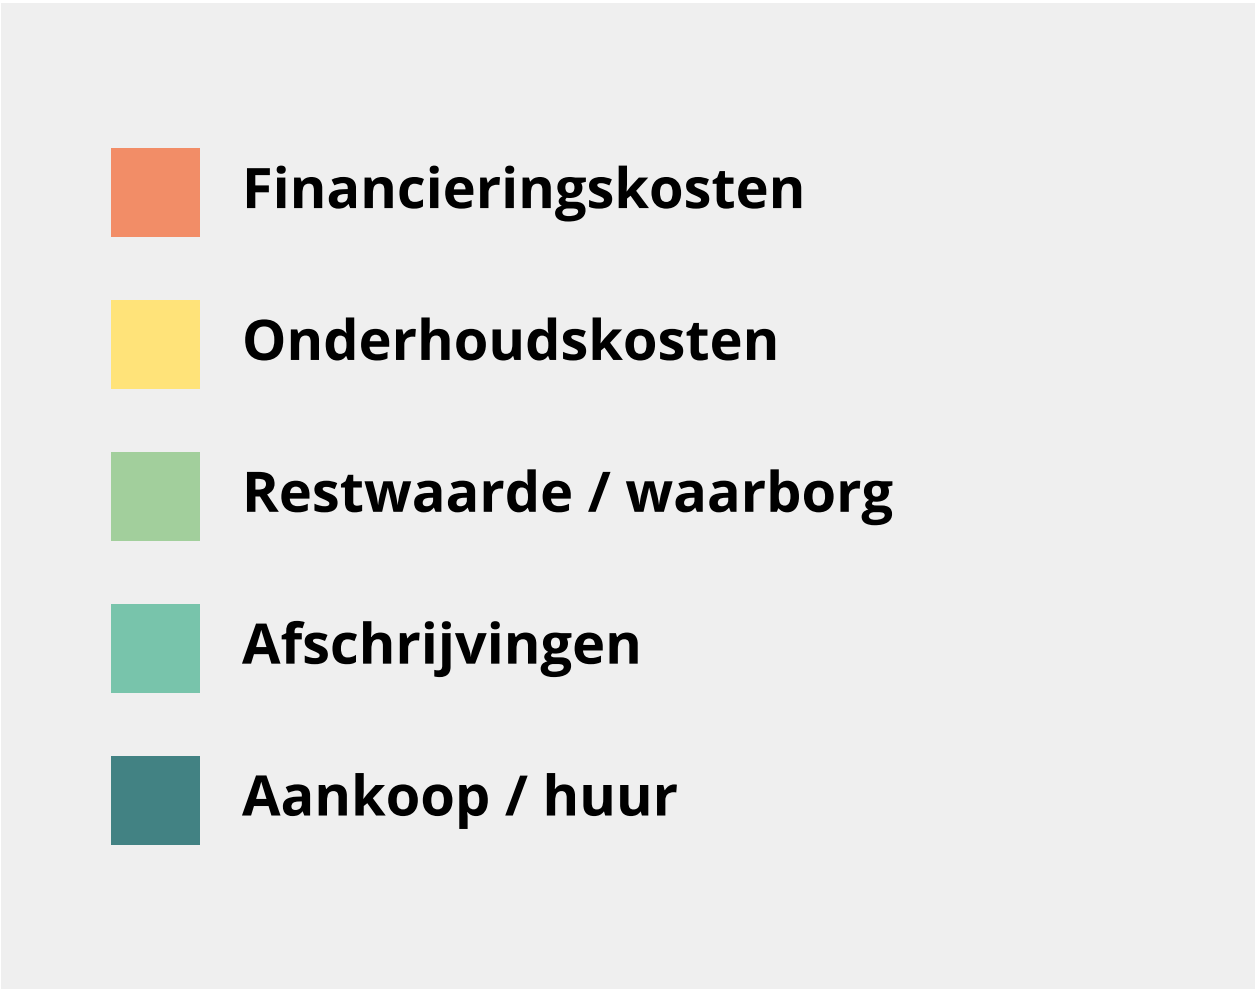 Financieringskosten
Onderhoudskosten
Restwaarde / waarborg
Afschrijvingen
Aankoop / huur